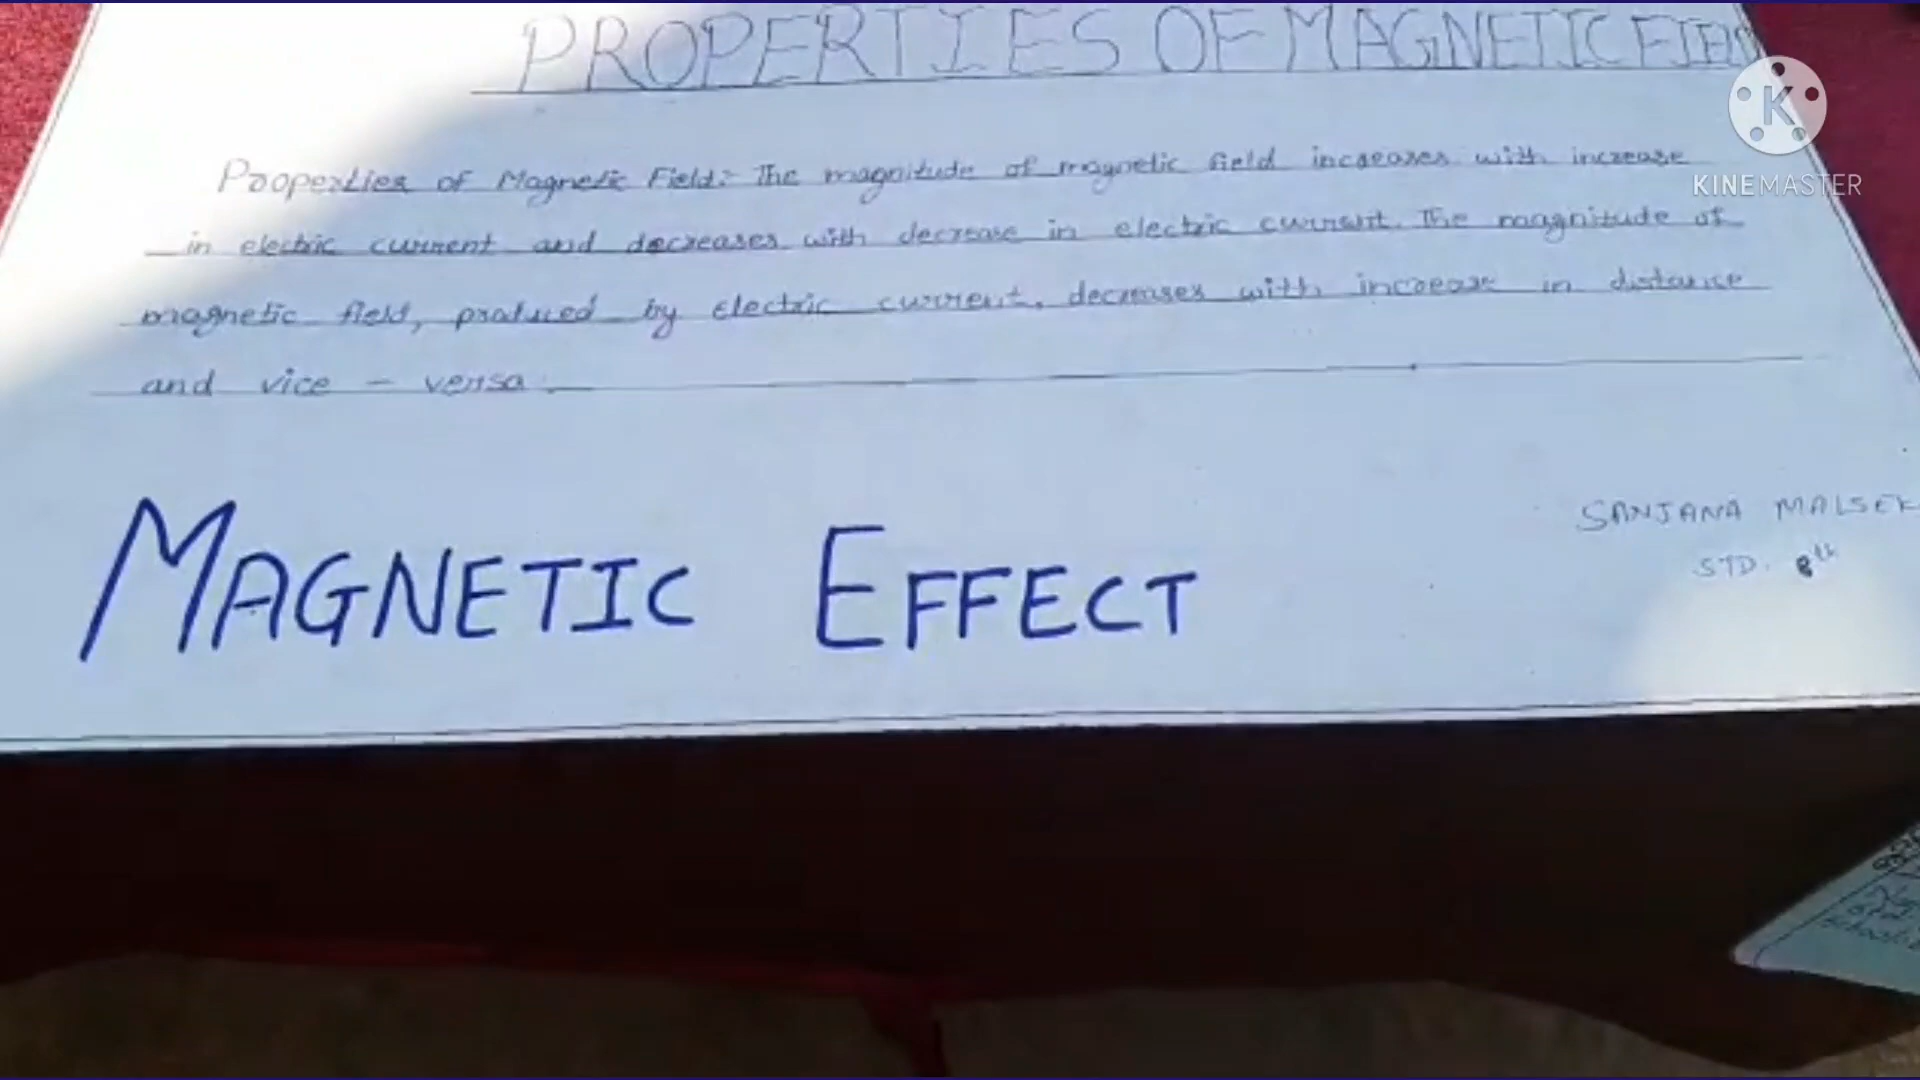 PROPERTIES OF MAGNETIC FIELD
KINEMASTER
Properties of Magnetic Field:- The magnitude of magnetic field increases with increase
in electric current and decreases with decrease in electric current. The magnitude of
magnetic field, produced by electric current, decreases with increase in distance
and vice - versa.
SANJANA MALSEK
STD. 8th
MAGNETIC EFFECT